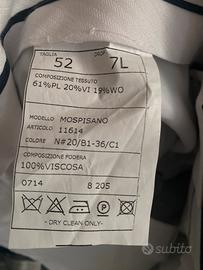 TAGLIA DROP
52 7L
COMPOSIZIONE TESSUTO
61%PL 20%VI 19%WO
MODELLO MOSPISANO
ARTICOLO 11614
COLORE N#20/B1-36/C1
COMPOSIZIONE FODERA
100%VISCOSA
0714 8 205
- DRY CLEAN ONLY -
subito